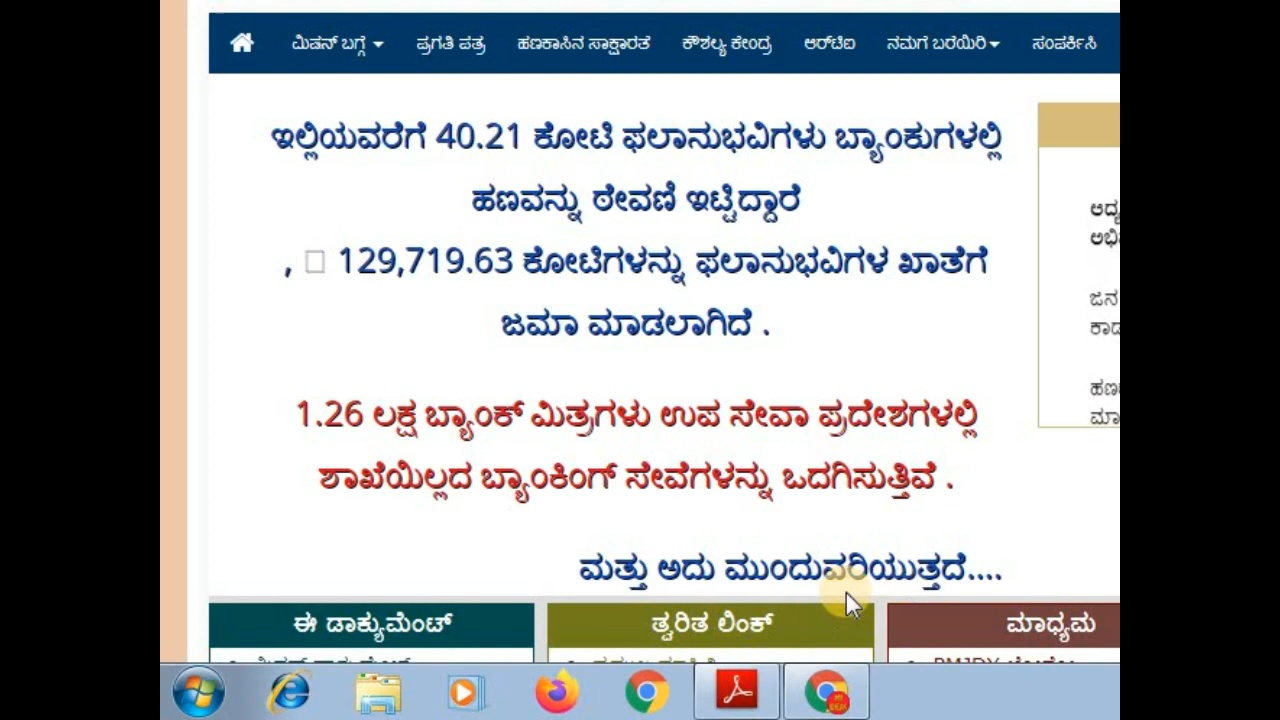 ಮಿಷನ್ ಬಗ್ಗೆ ಪ್ರಗತಿ ಪತ್ರ ಹಣಕಾಸಿನ ಸಾಕ್ಷಾರತೆ ಕೌಶಲ್ಯ ಕೇಂದ್ರ ಆರ್‌ಟಿಐ ನಮಗೆ ಬರೆಯಿರಿ ಸಂಪರ್ಕಿಸಿ
ಇಲ್ಲಿಯವರೆಗೆ 40.21 ಕೋಟಿ ಫಲಾನುಭವಿಗಳು ಬ್ಯಾಂಕುಗಳಲ್ಲಿ
ಹಣವನ್ನು ಠೇವಣಿ ಇಟ್ಟಿದ್ದಾರೆ
, 129,719.63 ಕೋಟಿಗಳನ್ನು ಫಲಾನುಭವಿಗಳ ಖಾತೆಗೆ
ಜಮಾ ಮಾಡಲಾಗಿದೆ .
1.26 ಲಕ್ಷ ಬ್ಯಾಂಕ್ ಮಿತ್ರಗಳು ಉಪ ಸೇವಾ ಪ್ರದೇಶಗಳಲ್ಲಿ
ಶಾಖೆಯಿಲ್ಲದ ಬ್ಯಾಂಕಿಂಗ್ ಸೇವೆಗಳನ್ನು ಒದಗಿಸುತ್ತಿವೆ .
ಮತ್ತು ಅದು ಮುಂದುವರಿಯುತ್ತದೆ....
ಈ ಡಾಕ್ಯುಮೆಂಟ್ ತ್ವರಿತ ಲಿಂಕ್ ಮಾಧ್ಯಮ